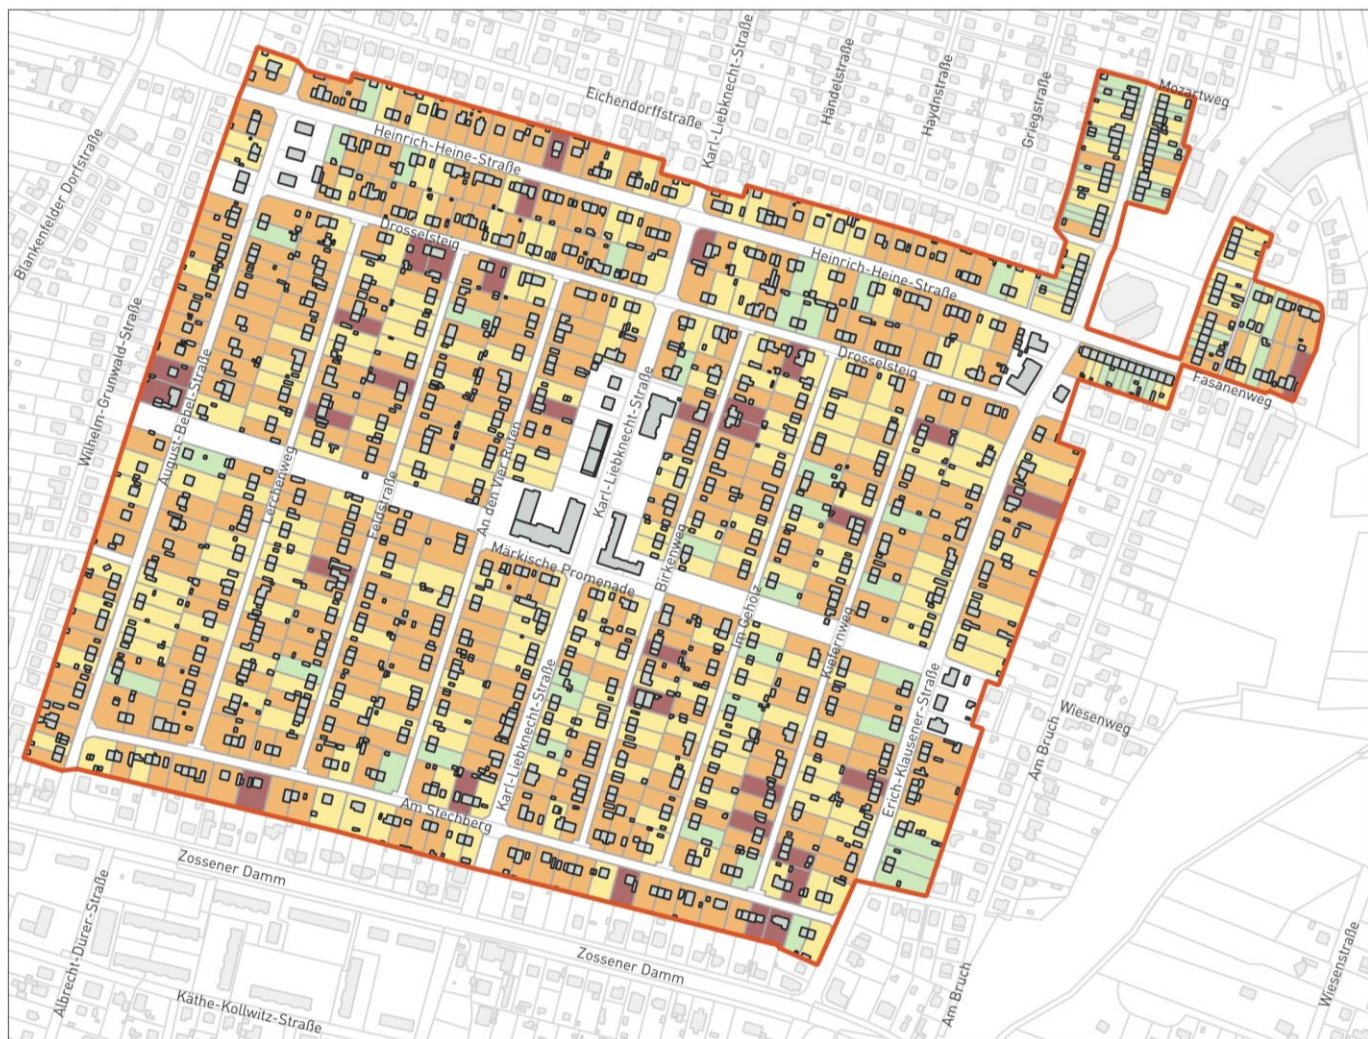 Mozartweg
Eichendorffstraße
Karl-Liebknecht-Straße
Händelstraße
Haydnstraße
Griegstraße
Blankenfelder Dorfstraße
Heinrich-Heine-Straße
Drosselsteig
Heinrich-Heine-Straße
Drosselsteig
Fasanenweg
Wilhelm-Grunwald-Straße
August-Bebel-Straße
Lerchenweg
Feldstraße
An den Vier Ruten
Karl-Liebknecht-Straße
Märkische Promenade
Birkenweg
Im Gehölz
Kiefernweg
Erich-Klausener-Straße
Karl-Liebknecht-Straße
Am Stechberg
Wiesenweg
Am Bruch
Zossener Damm
Zossener Damm
Albrecht-Dürer-Straße
Käthe-Kollwitz-Straße
Am Bruch
Wiesenstraße